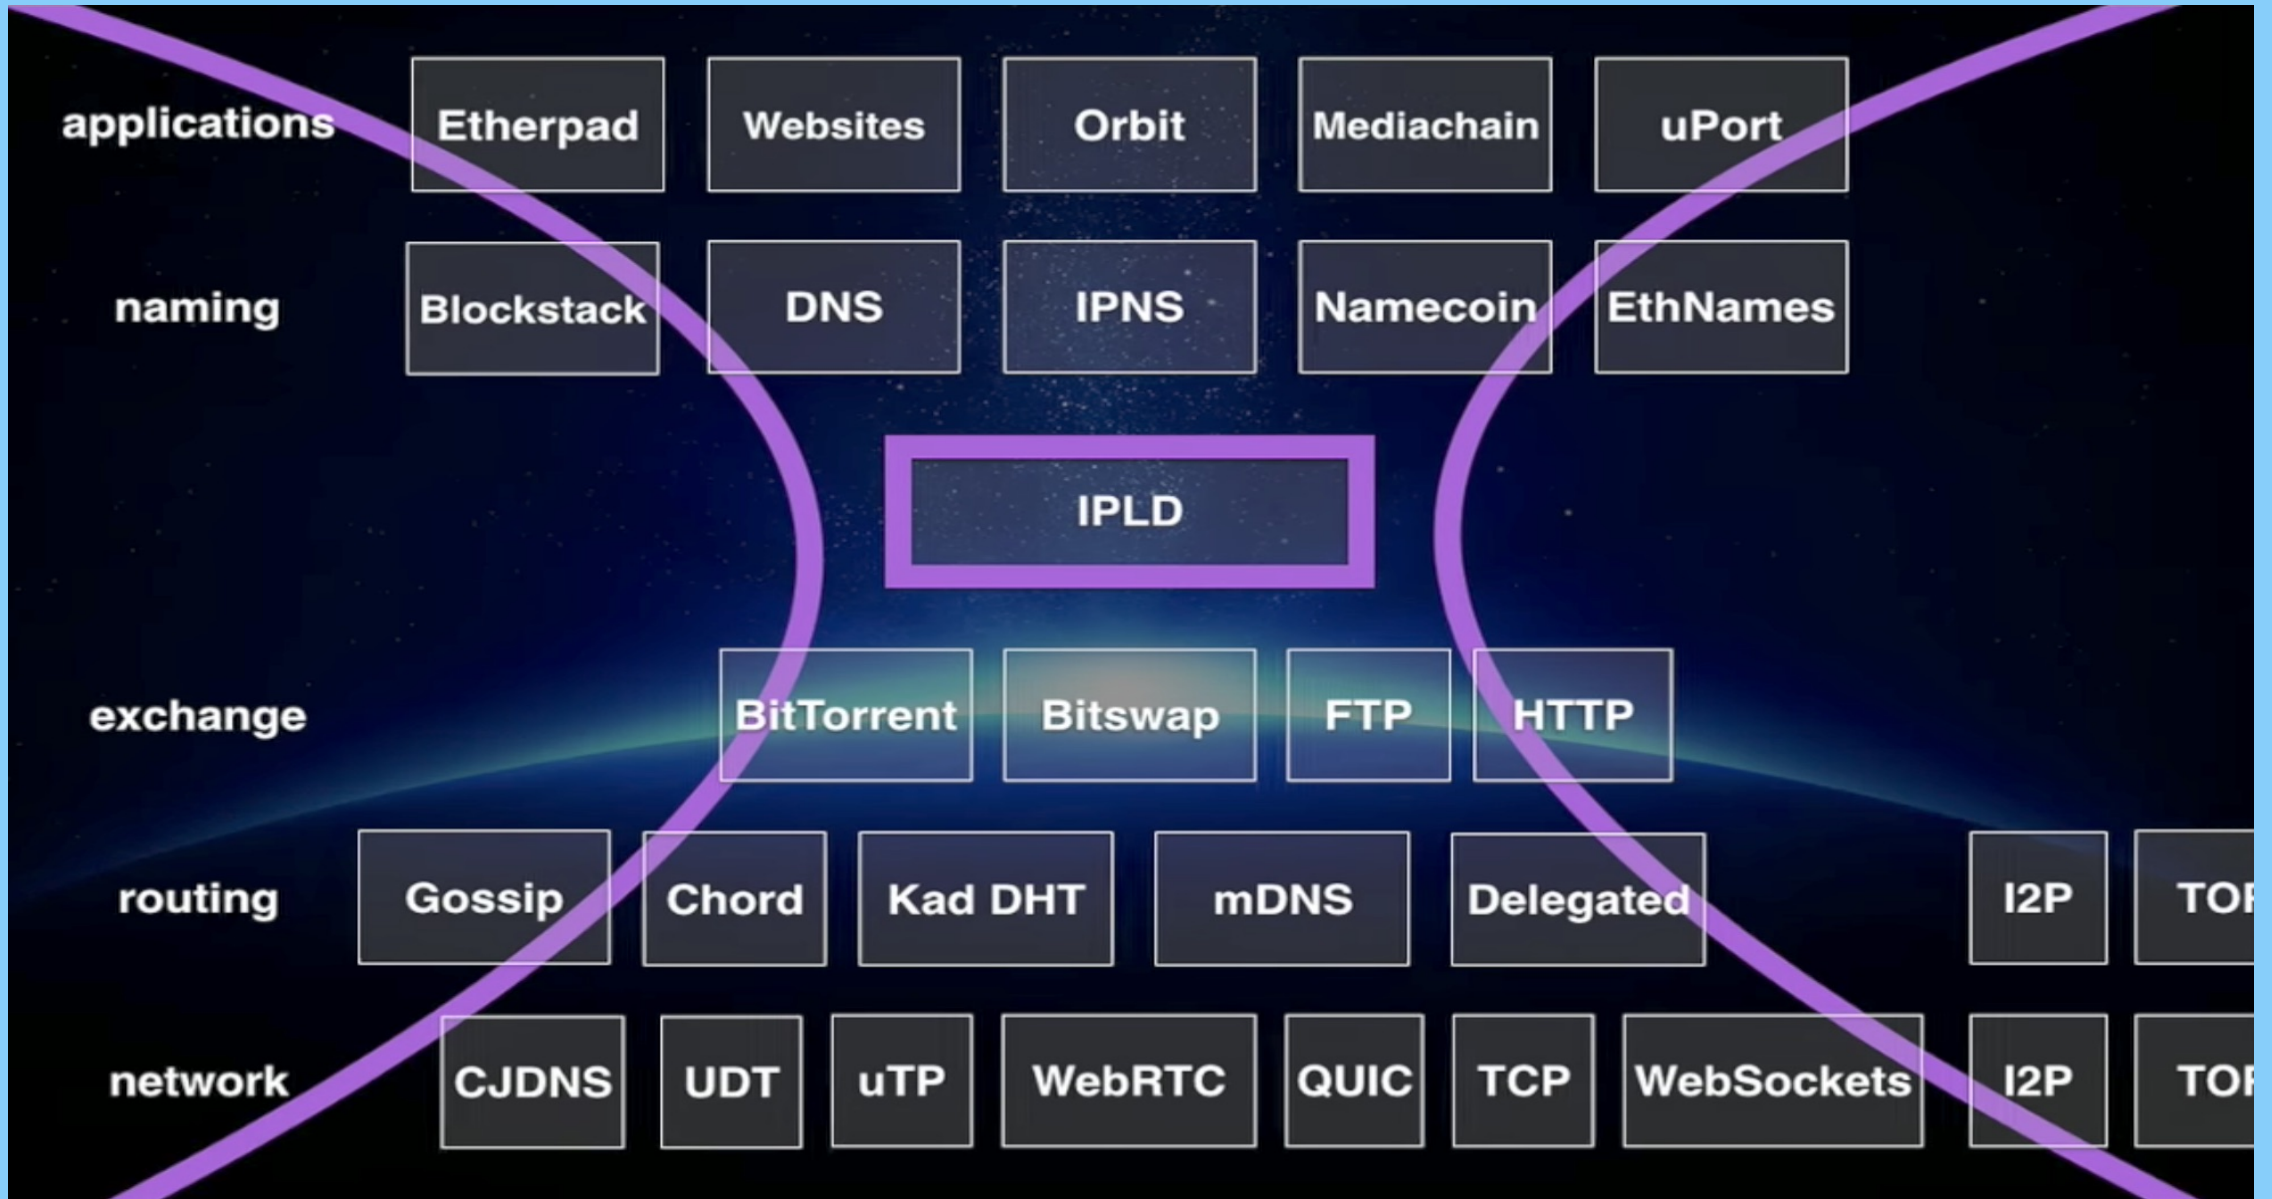 applications Etherpad Websites Orbit Mediachain uPort
naming Blockstack DNS IPNS Namecoin EthNames
IPLD
exchange BitTorrent Bitswap FTP HTTP
routing Gossip Chord Kad DHT mDNS Delegated I2P
network CJDNS UDT uTP WebRTC QUIC TCP WebSockets I2P